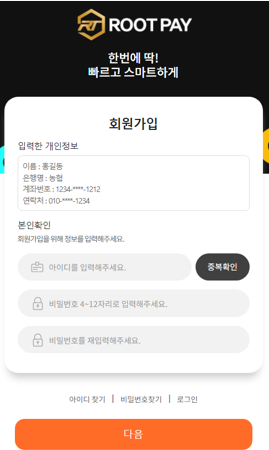 RT ROOT PAY
한번에 딱!
빠르고 스마트하게
회원가입
입력한 개인정보
이름 : 홍길동
은행명 : 농협
계좌번호 : 1234-****-1212
연락처 : 010-****-1234
본인확인
회원가입을 위해 정보를 입력해주세요.
아이디를 입력해주세요.
중복확인
비밀번호 4~12자리로 입력해주세요.
비밀번호를 재입력해주세요.
아이디 찾기 | 비밀번호찾기 | 로그인
다음